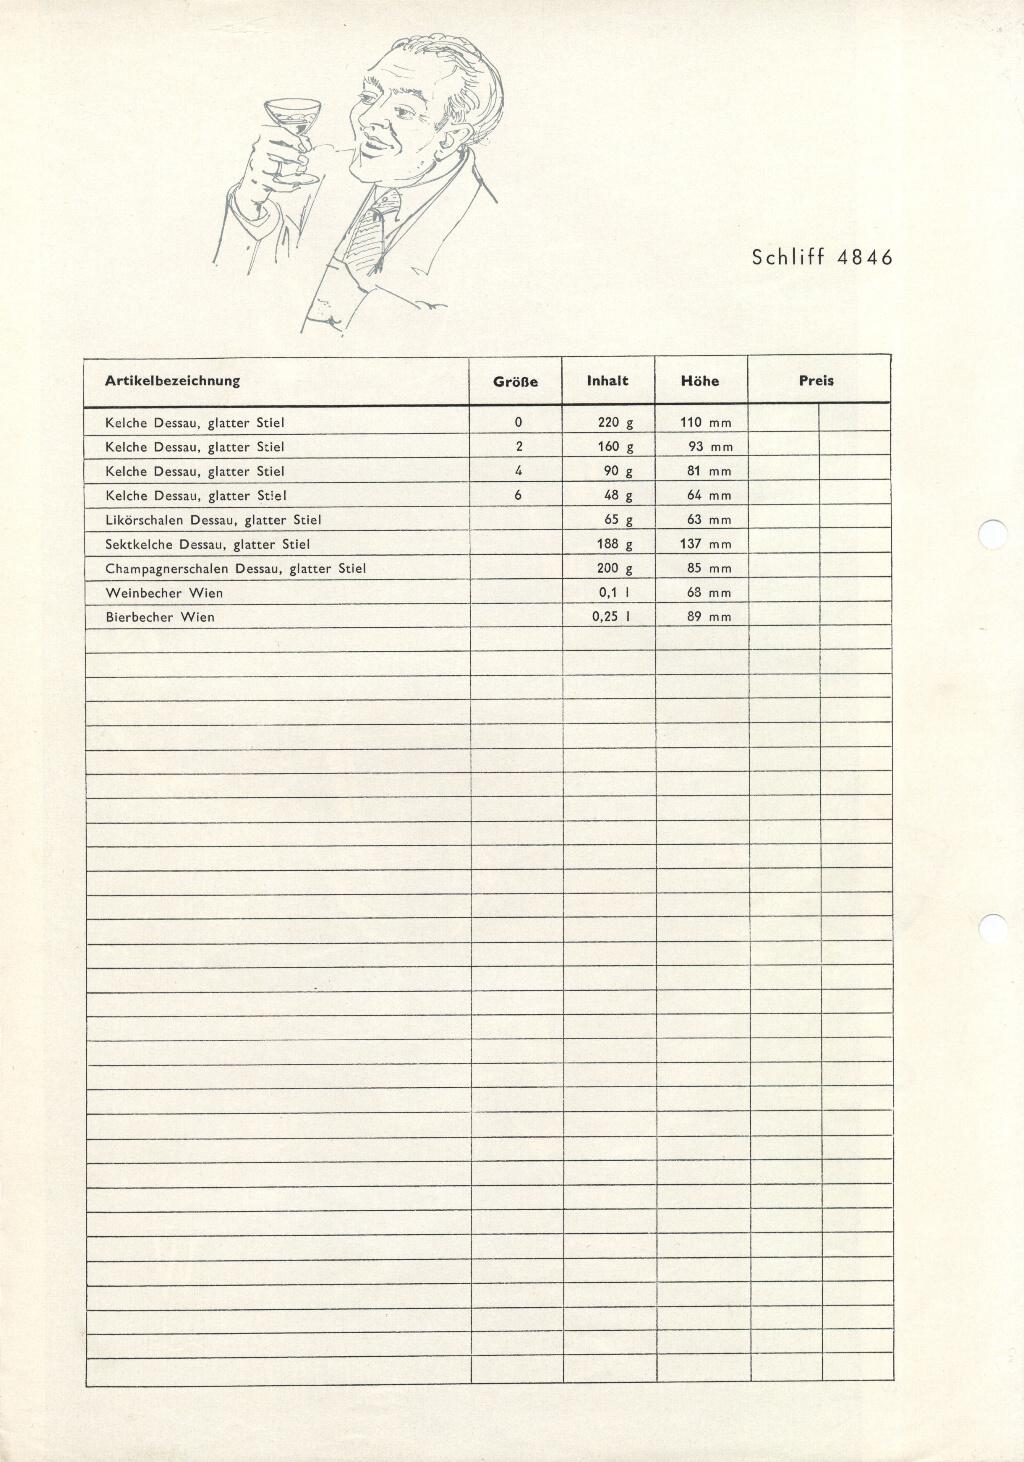 Schliff 4846
Artikelbezeichnung Größe Inhalt Höhe Preis
Kelche Dessau, glatter Stiel 0 220 g 110 mm
Kelche Dessau, glatter Stiel 2 160 g 93 mm
Kelche Dessau, glatter Stiel 4 90 g 81 mm
Kelche Dessau, glatter Stiel 6 48 g 64 mm
Likörschalen Dessau, glatter Stiel 65 g 63 mm
Sektkelche Dessau, glatter Stiel 188 g 137 mm
Champagnerschalen Dessau, glatter Stiel 200 g 85 mm
Weinbecher Wien 0,1 l 68 mm
Bierbecher Wien 0,25 l 89 mm